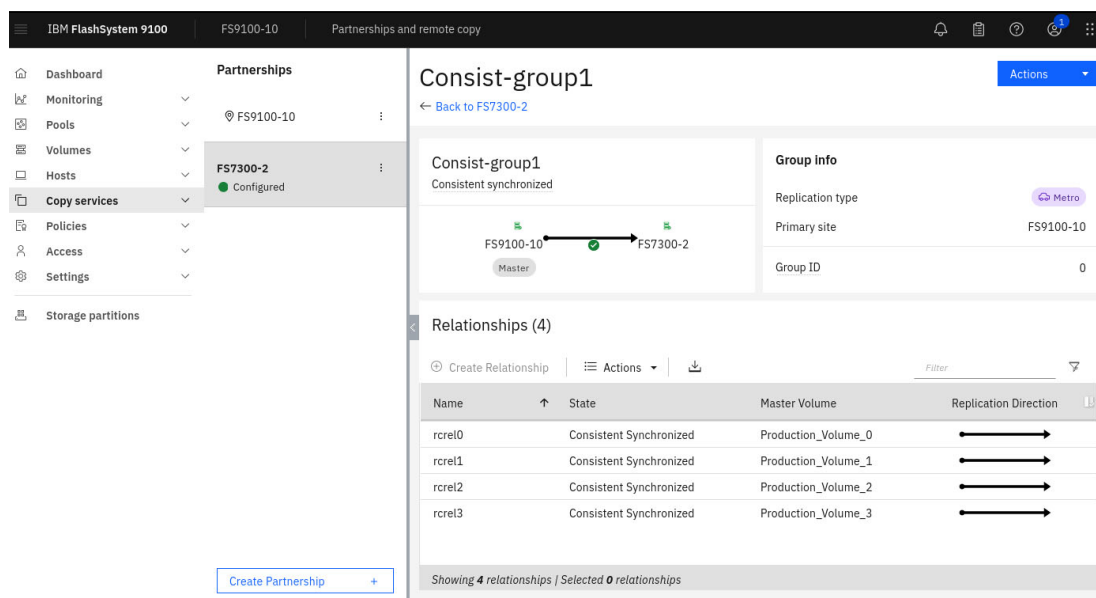 IBM FlashSystem 9100 FS9100-10 Partnerships and remote copy 1
Dashboard
Monitoring
Pools
Volumes
Hosts
Copy services
Policies
Access
Settings
Storage partitions
Partnerships
FS9100-10
FS7300-2
Configured
Create Partnership +
Consist-group1
Actions
← Back to FS7300-2
Consist-group1
Consistent synchronized
FS9100-10 FS7300-2
Master
Group info
Replication type Metro
Primary site FS9100-10
Group ID 0
Relationships (4)
Create Relationship Actions Filter
Name ↑ State Master Volume Replication Direction
rcrel0 Consistent Synchronized Production_Volume_0
rcrel1 Consistent Synchronized Production_Volume_1
rcrel2 Consistent Synchronized Production_Volume_2
rcrel3 Consistent Synchronized Production_Volume_3
Showing 4 relationships | Selected 0 relationships